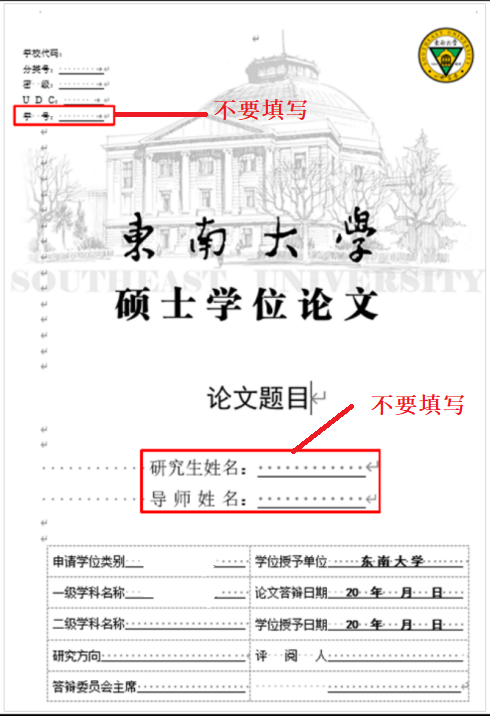 学校代码：
分类号：
密 级：
U D C：
学 号：
不要填写
SOUTHEAST UNIVERSITY
東南大學
SOUTHEAST UNIVERSITY
硕士学位论文
论文题目
不要填写
研究生姓名：
导 师 姓 名：
申请学位类别 学位授予单位 东 南 大 学
一级学科名称 论文答辩日期 20 年 月 日
二级学科名称 学位授予日期 20 年 月 日
研究方向 评 阅 人
答辩委员会主席